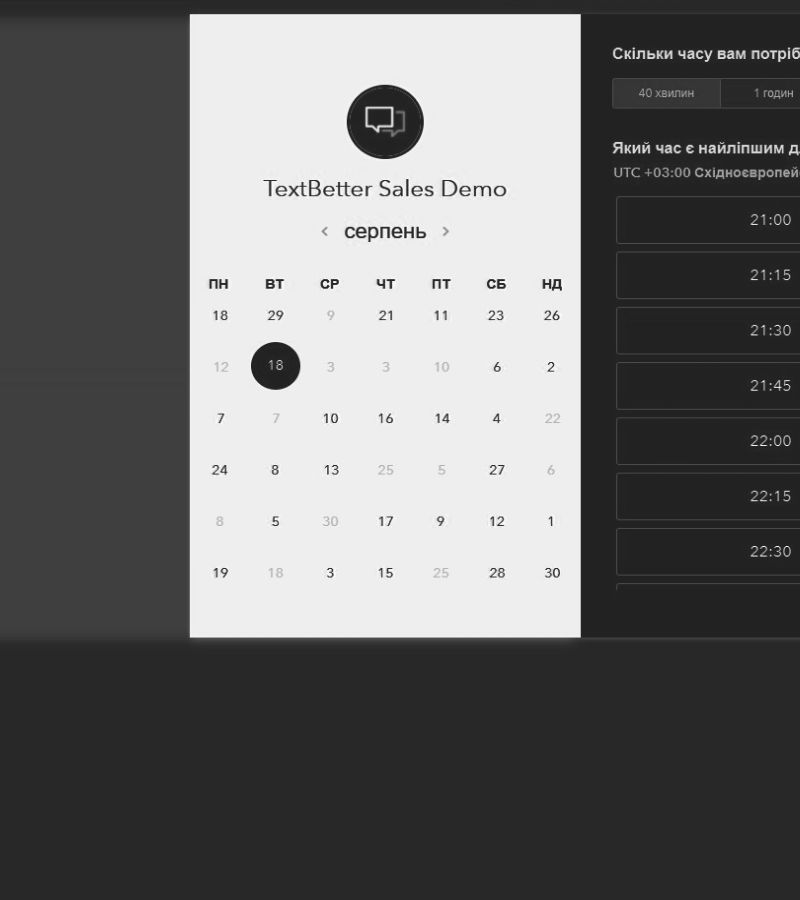 TextBetter Sales Demo
серпень
ПН ВТ СР ЧТ ПТ СБ НД
18 29 9 21 11 23 26
12 18 3 3 10 6 2
7 7 10 16 14 4 22
24 8 13 25 5 27 6
8 5 30 17 9 12 1
19 18 3 15 25 28 30
Скільки часу вам потріб
40 хвилин 1 годин
Який час є найліпшим д
UTC +03:00 Східноєвропей
21:00
21:15
21:30
21:45
22:00
22:15
22:30